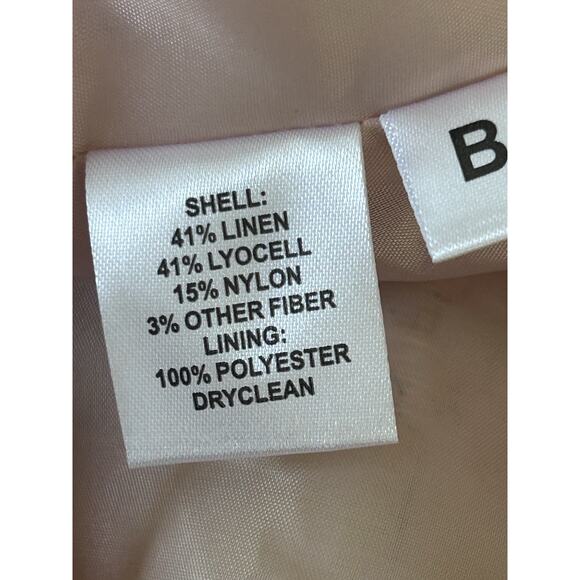 SHELL:
41% LINEN
41% LYOCELL
15% NYLON
3% OTHER FIBER
LINING:
100% POLYESTER
DRYCLEAN
B